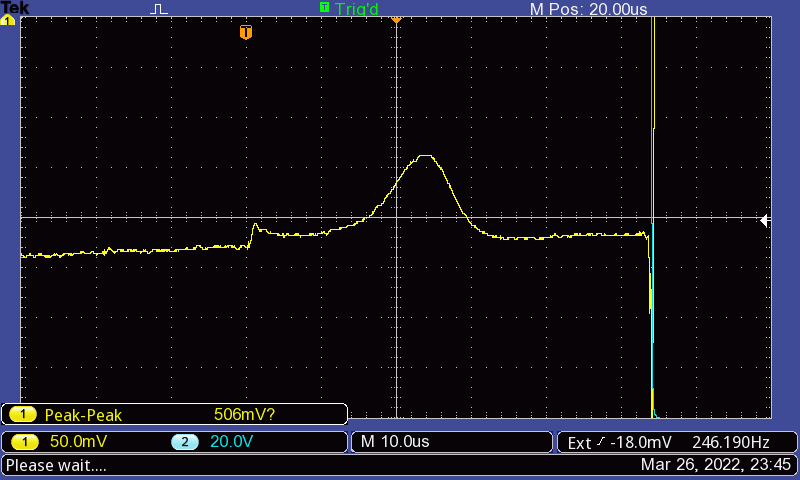 Tek
T Trig'd
M Pos: 20.00us
1
T
1 Peak-Peak 506mV?
1 50.0mV 2 20.0V M 10.0us Ext -18.0mV 246.190Hz
Please wait.... Mar 26, 2022, 23:45